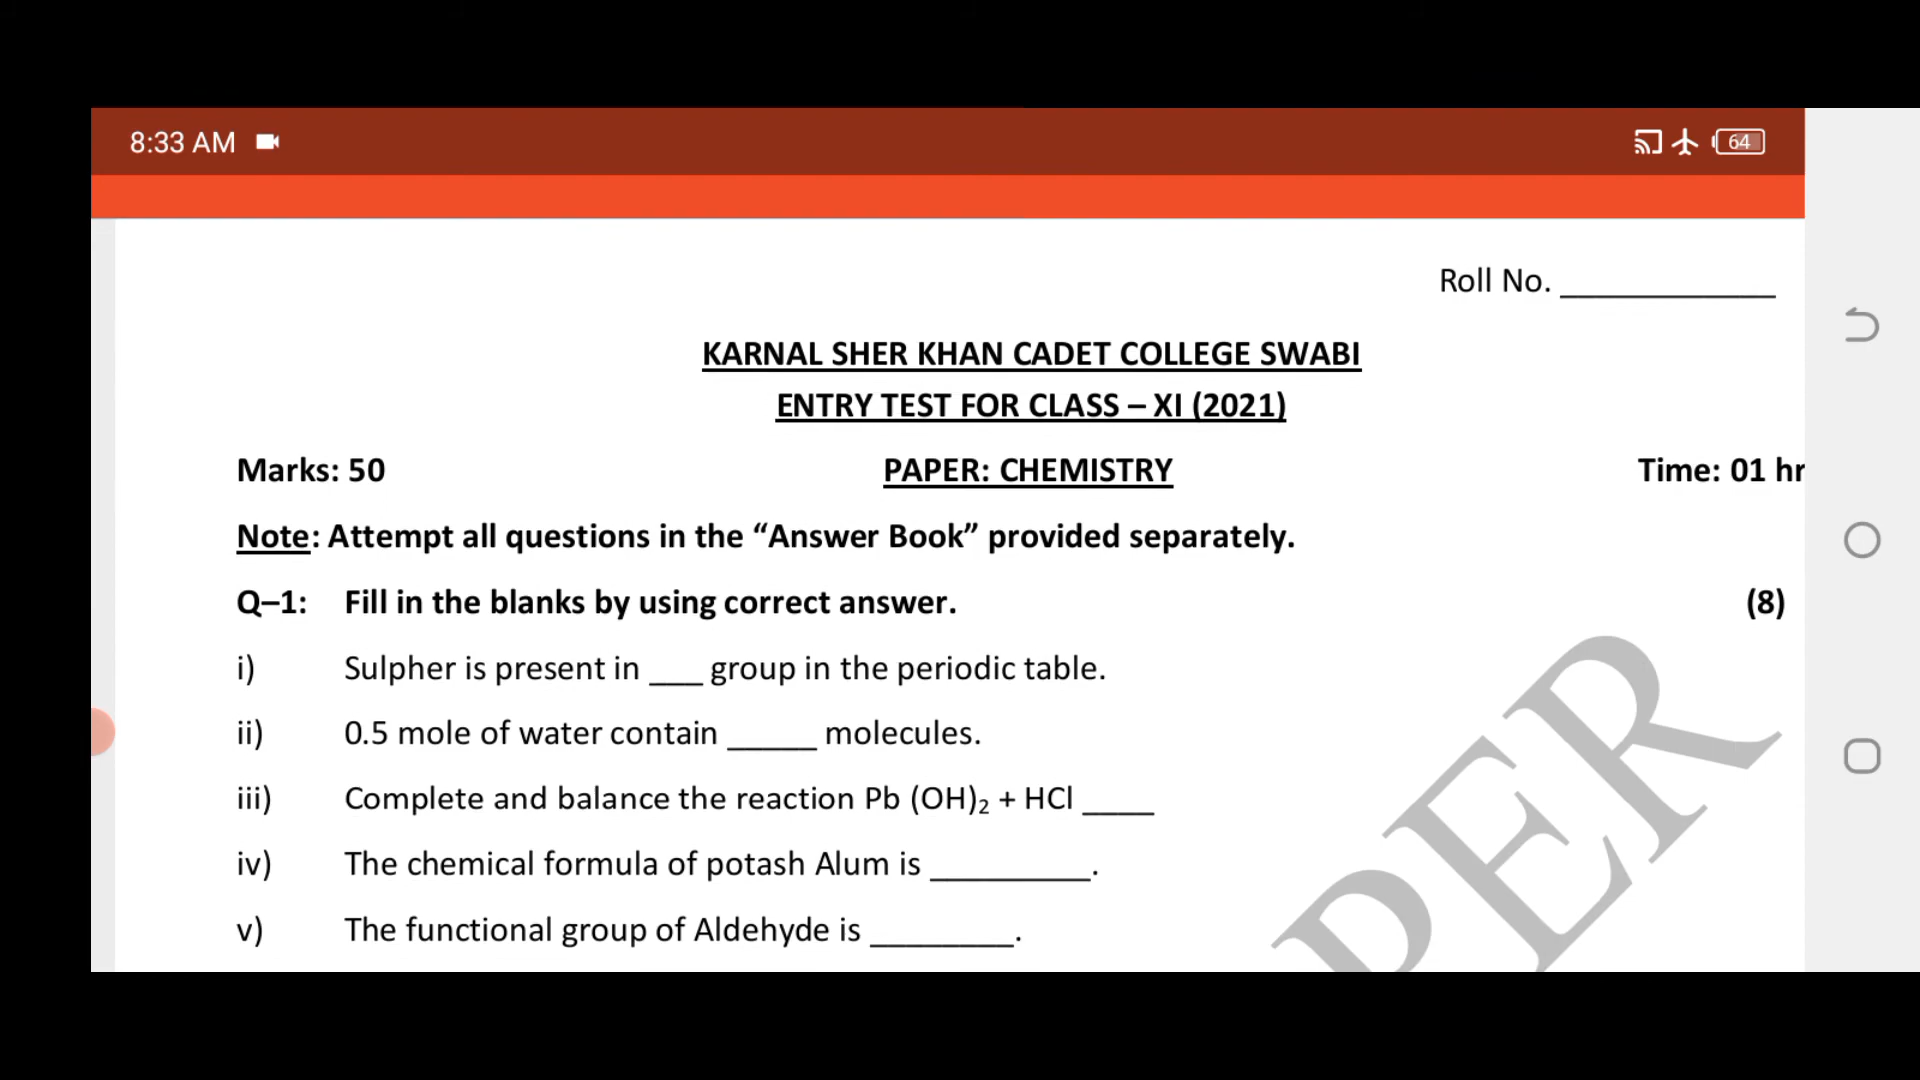 8:33 AM
64
Roll No. ____________
KARNAL SHER KHAN CADET COLLEGE SWABI
ENTRY TEST FOR CLASS – XI (2021)
Marks: 50 PAPER: CHEMISTRY Time: 01 hr
Note: Attempt all questions in the “Answer Book” provided separately.
Q–1: Fill in the blanks by using correct answer. (8)
i) Sulpher is present in ___ group in the periodic table.
ii) 0.5 mole of water contain _____ molecules.
iii) Complete and balance the reaction Pb (OH)₂ + HCl ____
iv) The chemical formula of potash Alum is _________.
v) The functional group of Aldehyde is ________.
PER